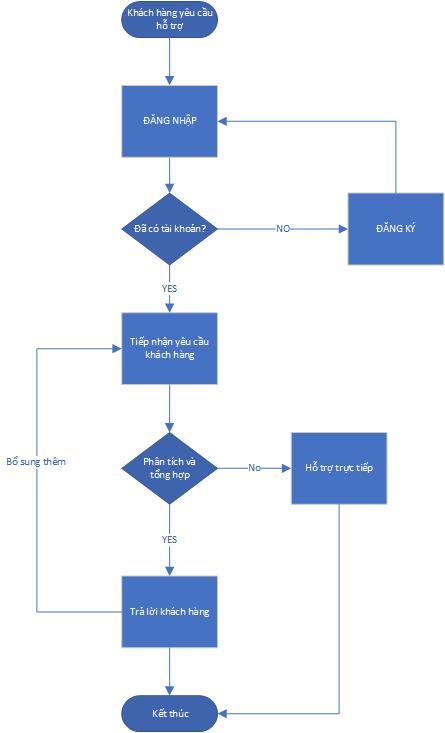 Khách hàng yêu cầu
hỗ trợ
ĐĂNG NHẬP
Đã có tài khoản?
NO
ĐĂNG KÝ
YES
Tiếp nhận yêu cầu
khách hàng
Bổ sung thêm
Phân tích và
tổng hợp
No
Hỗ trợ trực tiếp
YES
Trả lời khách hàng
Kết thúc